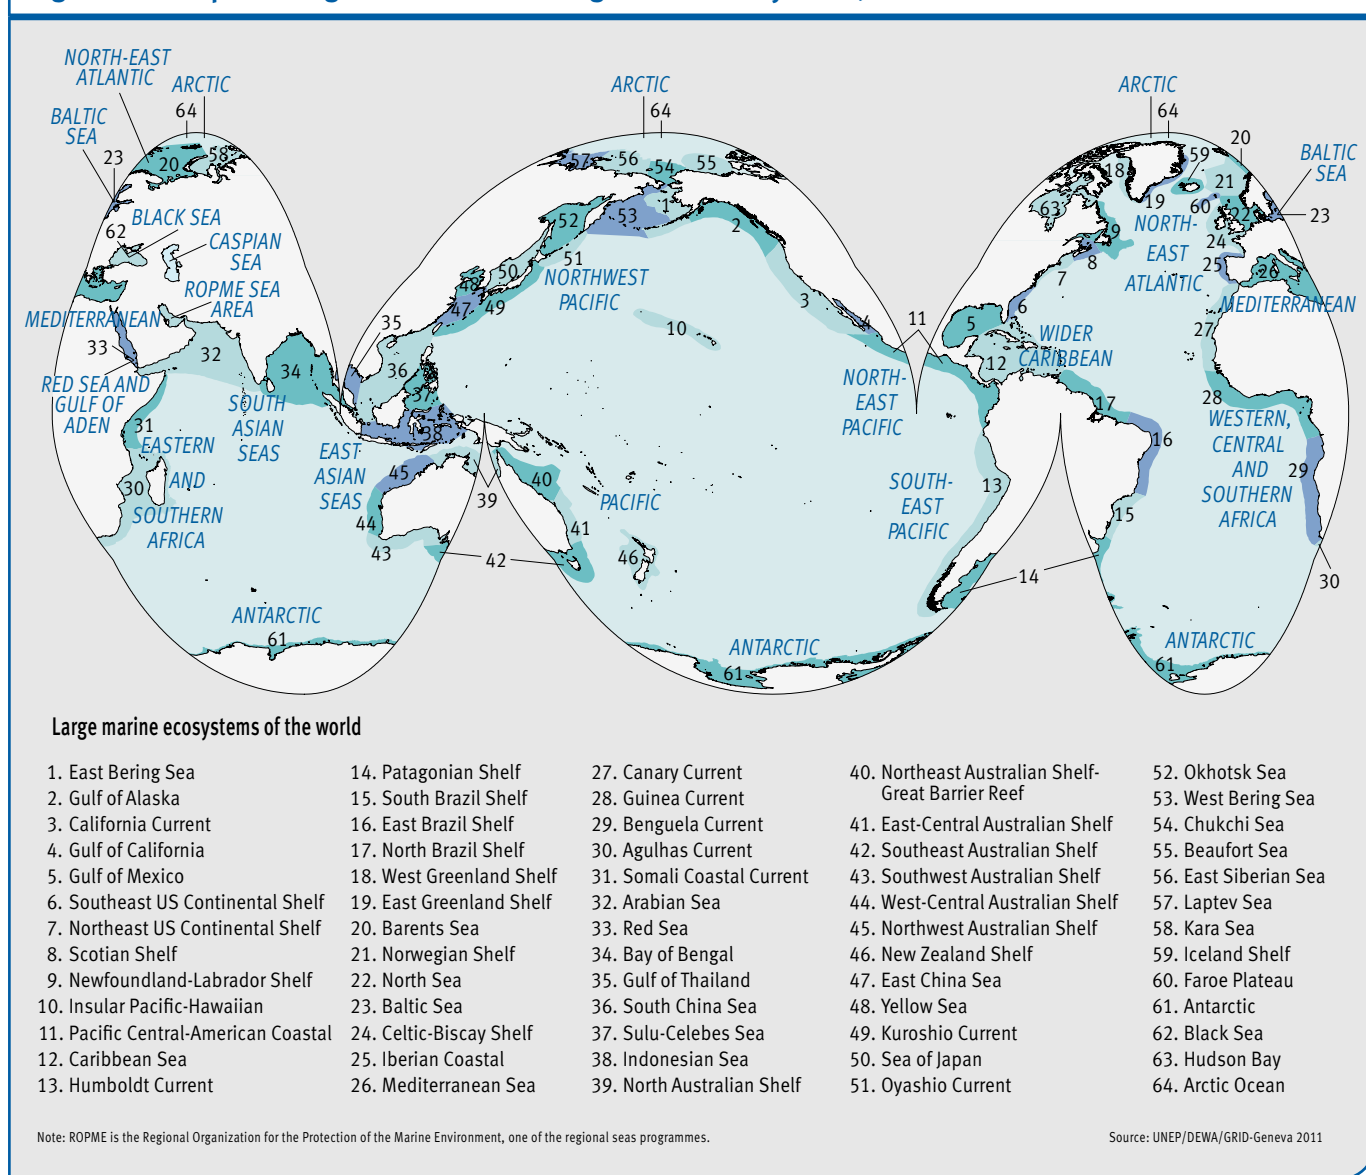 NORTH-EAST
ATLANTIC
ARCTIC
64
BALTIC
SEA
23
20
58
BLACK SEA
62
CASPIAN
SEA
ROPME SEA
AREA
MEDITERRANEAN
33
32
RED SEA AND
GULF OF
ADEN
34
SOUTH
ASIAN
SEAS
31
EASTERN
AND
30
SOUTHERN
AFRICA
ANTARCTIC
61
ARCTIC
64
57
56
54
55
52
53
1
2
51
50
48
47
49
NORTHWEST
PACIFIC
35
36
37
38
10
3
4
11
EAST
ASIAN
SEAS
45
44
43
42
39
40
41
46
PACIFIC
NORTH-
EAST
PACIFIC
SOUTH-
EAST
PACIFIC
13
14
ANTARCTIC
61
ARCTIC
64
20
59
18
19
21
BALTIC
SEA
63
60
22
23
9
NORTH-
EAST
ATLANTIC
24
8
25
26
7
6
MEDITERRANEAN
5
27
WIDER
CARIBBEAN
12
28
17
16
WESTERN,
CENTRAL
AND
SOUTHERN
AFRICA
29
15
30
ANTARCTIC
61
Large marine ecosystems of the world
1. East Bering Sea
2. Gulf of Alaska
3. California Current
4. Gulf of California
5. Gulf of Mexico
6. Southeast US Continental Shelf
7. Northeast US Continental Shelf
8. Scotian Shelf
9. Newfoundland-Labrador Shelf
10. Insular Pacific-Hawaiian
11. Pacific Central-American Coastal
12. Caribbean Sea
13. Humboldt Current
14. Patagonian Shelf
15. South Brazil Shelf
16. East Brazil Shelf
17. North Brazil Shelf
18. West Greenland Shelf
19. East Greenland Shelf
20. Barents Sea
21. Norwegian Shelf
22. North Sea
23. Baltic Sea
24. Celtic-Biscay Shelf
25. Iberian Coastal
26. Mediterranean Sea
27. Canary Current
28. Guinea Current
29. Benguela Current
30. Agulhas Current
31. Somali Coastal Current
32. Arabian Sea
33. Red Sea
34. Bay of Bengal
35. Gulf of Thailand
36. South China Sea
37. Sulu-Celebes Sea
38. Indonesian Sea
39. North Australian Shelf
40. Northeast Australian Shelf-
Great Barrier Reef
41. East-Central Australian Shelf
42. Southeast Australian Shelf
43. Southwest Australian Shelf
44. West-Central Australian Shelf
45. Northwest Australian Shelf
46. New Zealand Shelf
47. East China Sea
48. Yellow Sea
49. Kuroshio Current
50. Sea of Japan
51. Oyashio Current
52. Okhotsk Sea
53. West Bering Sea
54. Chukchi Sea
55. Beaufort Sea
56. East Siberian Sea
57. Laptev Sea
58. Kara Sea
59. Iceland Shelf
60. Faroe Plateau
61. Antarctic
62. Black Sea
63. Hudson Bay
64. Arctic Ocean
Note: ROPME is the Regional Organization for the Protection of the Marine Environment, one of the regional seas programmes.
Source: UNEP/DEWA/GRID-Geneva 2011